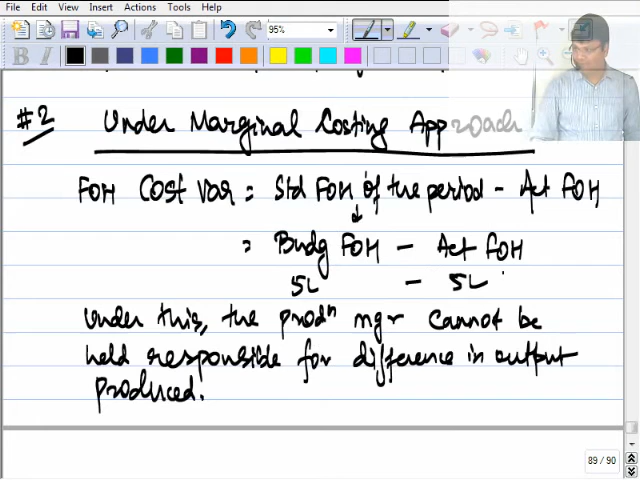 File Edit View Insert Actions Tools Help
95%
B I
#2 Under Marginal Costing Approach
FOH Cost Var = Std FOH of the period - Act FOH
= Budg FOH - Act FOH
5L - 5L
Under this, the prodn mgr cannot be
held responsible for difference in output
produced.
89 / 90